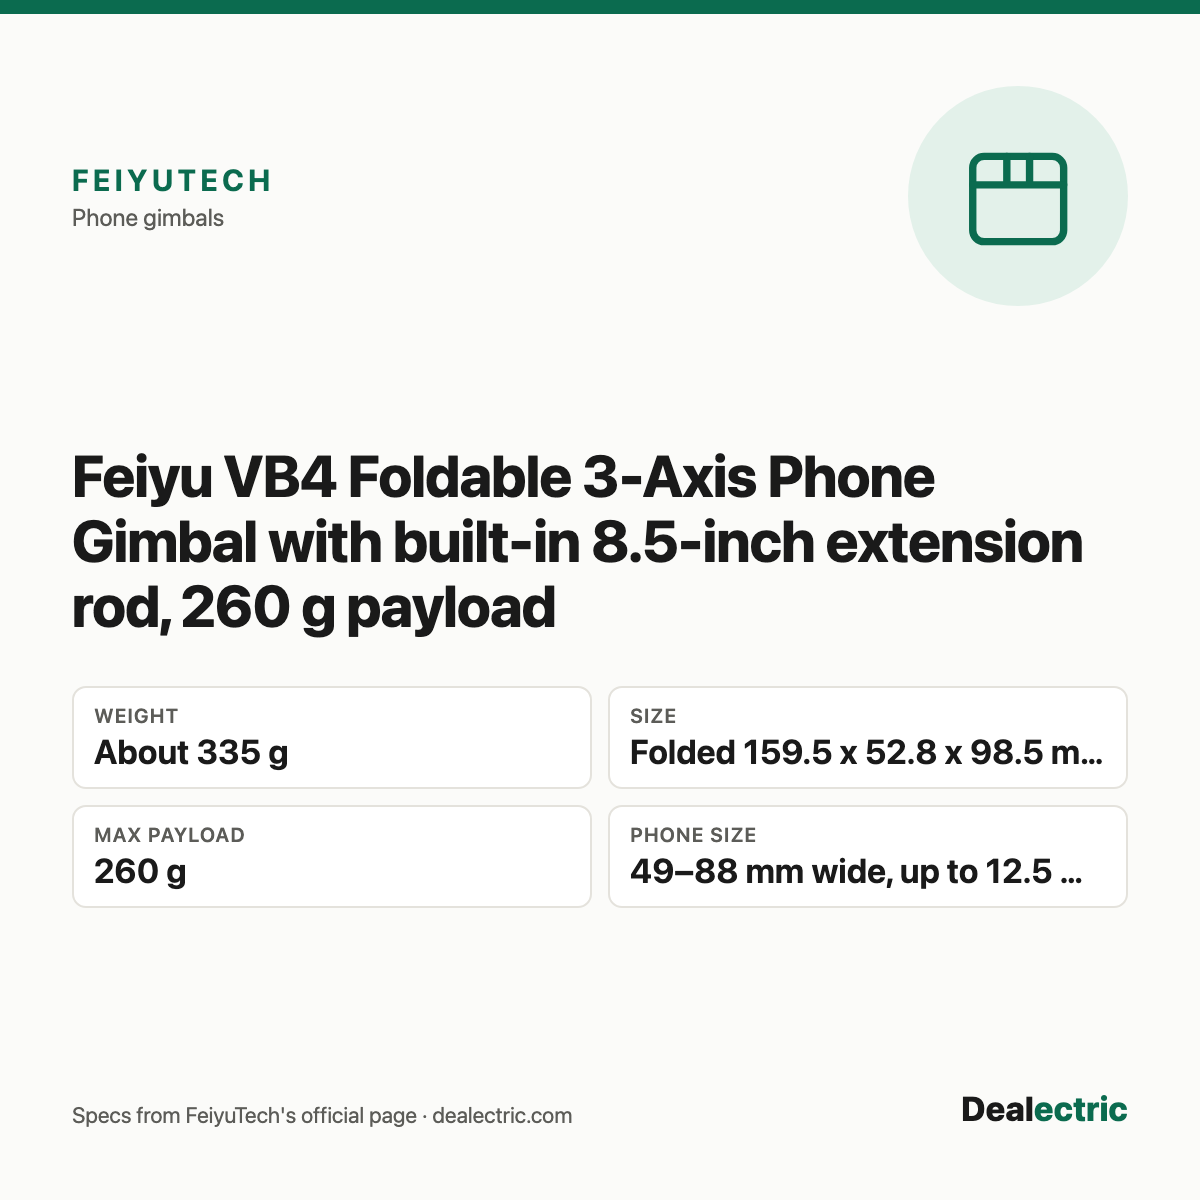 FEIYUTECH
Phone gimbals
Feiyu VB4 Foldable 3-Axis Phone
Gimbal with built-in 8.5-inch extension
rod, 260 g payload
WEIGHT
About 335 g
SIZE
Folded 159.5 x 52.8 x 98.5 m...
MAX PAYLOAD
260 g
PHONE SIZE
49–88 mm wide, up to 12.5 ...
Specs from FeiyuTech's official page · dealectric.com
Dealectric